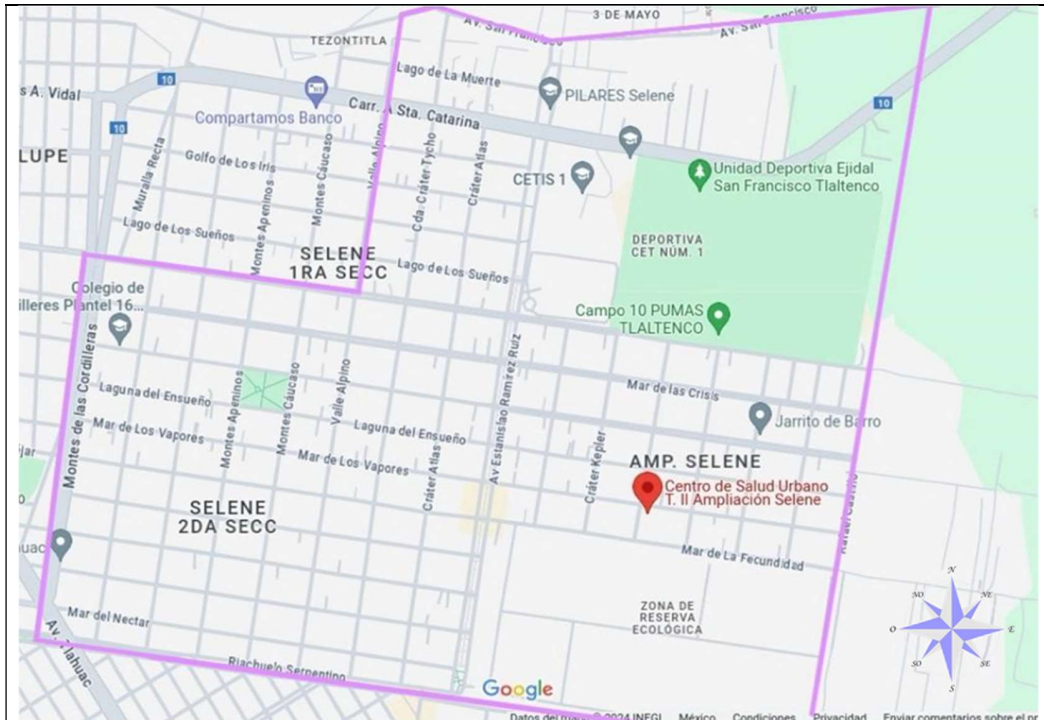 3 DE MAYO
Av. San Francisco
Av. San Francisco
TEZONTITLA
Lago de La Muerte
10
s A. Vidal
PILARES Selene
10
Compartamos Banco
Carr. A Sta. Catarina
10
LUPE
Muralla Recta
Golfo de Los Iris
Montes Apeninos
Montes Cáucaso
Valle Alpino
Cda. Cráter Tycho
Cráter Atlas
CETIS 1
Unidad Deportiva Ejidal
San Francisco Tlaltenco
Lago de Los Sueños
DEPORTIVA
CET NÚM. 1
SELENE
1RA SECC
Lago de Los Sueños
Colegio de
illeres Plantel 16...
Campo 10 PUMAS
TLALTENCO
Montes de las Cordilleras
Av Estanislao Ramírez Ruiz
Mar de las Crisis
Laguna del Ensueño
Montes Apeninos
Montes Cáucaso
Valle Alpino
Jarrito de Barro
Mar de Los Vapores
Laguna del Ensueño
jar
Mar de Los Vapores
Cráter Atlas
Cráter Kepler
AMP. SELENE
Centro de Salud Urbano
T. II Ampliación Selene
SELENE
2DA SECC
Rafael Castillo
uac
Mar de La Fecundidad
N
NO
NE
O
E
SO
SE
S
ZONA DE
RESERVA
ECOLÓGICA
Mar del Nectar
Av. Tlahuac
Riachuelo Serpentino
Google
Datos del mapa © 2024 INEGI México Condiciones Privacidad Enviar comentarios sobre el pr